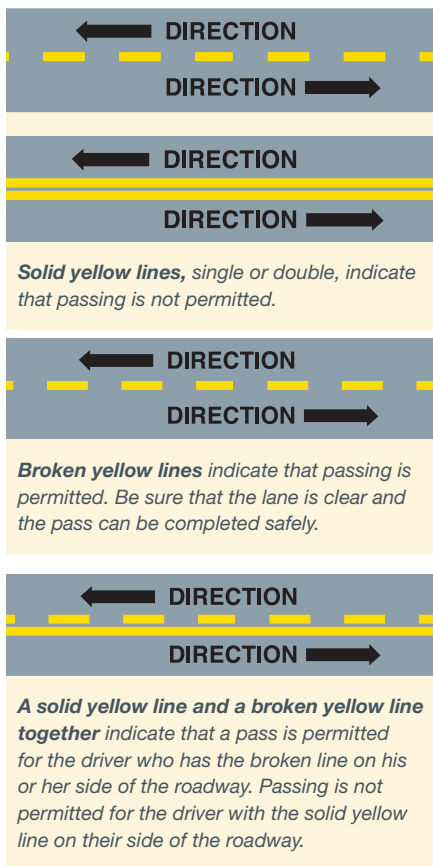 DIRECTION
DIRECTION
DIRECTION
DIRECTION
Solid yellow lines, single or double, indicate
that passing is not permitted.
DIRECTION
DIRECTION
Broken yellow lines indicate that passing is
permitted. Be sure that the lane is clear and
the pass can be completed safely.
DIRECTION
DIRECTION
A solid yellow line and a broken yellow line
together indicate that a pass is permitted
for the driver who has the broken line on his
or her side of the roadway. Passing is not
permitted for the driver with the solid yellow
line on their side of the roadway.